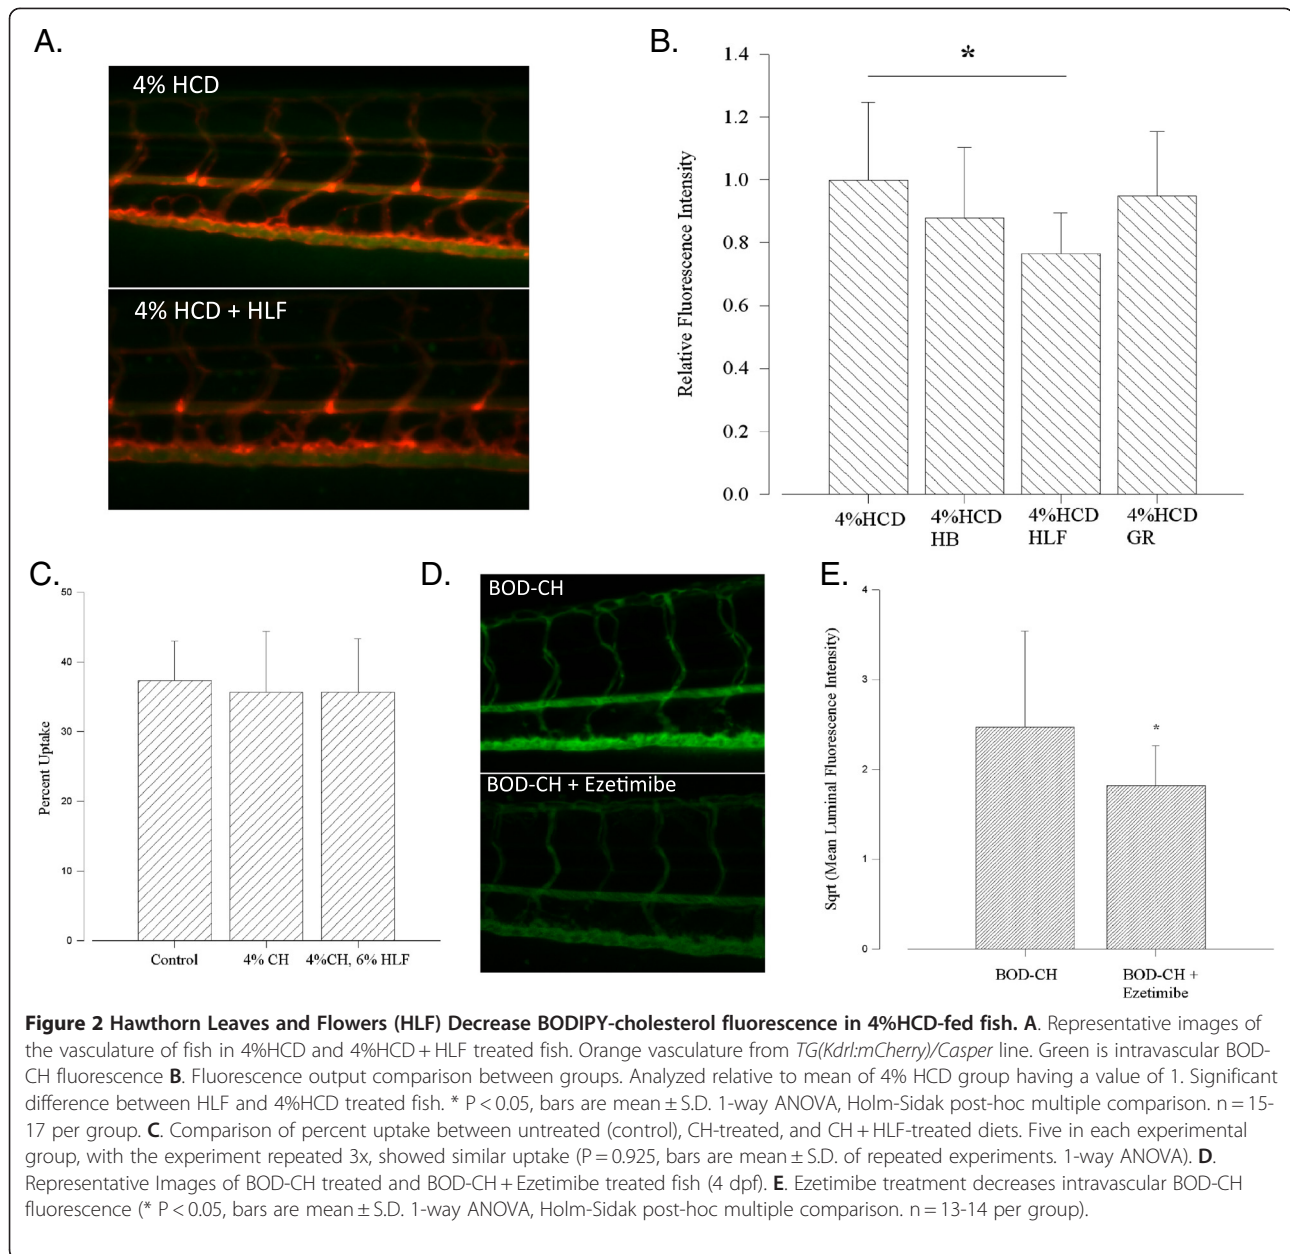 A.
4% HCD
4% HCD + HLF
B.
Relative Fluorescence Intensity
1.4
1.2
1.0
0.8
0.6
0.4
0.2
0.0
*
4%HCD
4%HCD
HB
4%HCD
HLF
4%HCD
GR
C.
Percent Uptake
50
40
30
20
10
0
Control
4% CH
4%CH, 6% HLF
D.
BOD-CH
BOD-CH + Ezetimibe
E.
Sqrt (Mean Luminal Fluorescence Intensity)
4
3
2
1
0
*
BOD-CH
BOD-CH +
Ezetimibe
Figure 2 Hawthorn Leaves and Flowers (HLF) Decrease BODIPY-cholesterol fluorescence in 4%HCD-fed fish. A. Representative images of
the vasculature of fish in 4%HCD and 4%HCD + HLF treated fish. Orange vasculature from TG(Kdrl:mCherry)/Casper line. Green is intravascular BOD-
CH fluorescence B. Fluorescence output comparison between groups. Analyzed relative to mean of 4% HCD group having a value of 1. Significant
difference between HLF and 4%HCD treated fish. * P < 0.05, bars are mean ± S.D. 1-way ANOVA, Holm-Sidak post-hoc multiple comparison. n = 15-
17 per group. C. Comparison of percent uptake between untreated (control), CH-treated, and CH + HLF-treated diets. Five in each experimental
group, with the experiment repeated 3x, showed similar uptake (P = 0.925, bars are mean ± S.D. of repeated experiments. 1-way ANOVA). D.
Representative Images of BOD-CH treated and BOD-CH + Ezetimibe treated fish (4 dpf). E. Ezetimibe treatment decreases intravascular BOD-CH
fluorescence (* P < 0.05, bars are mean ± S.D. 1-way ANOVA, Holm-Sidak post-hoc multiple comparison. n = 13-14 per group).